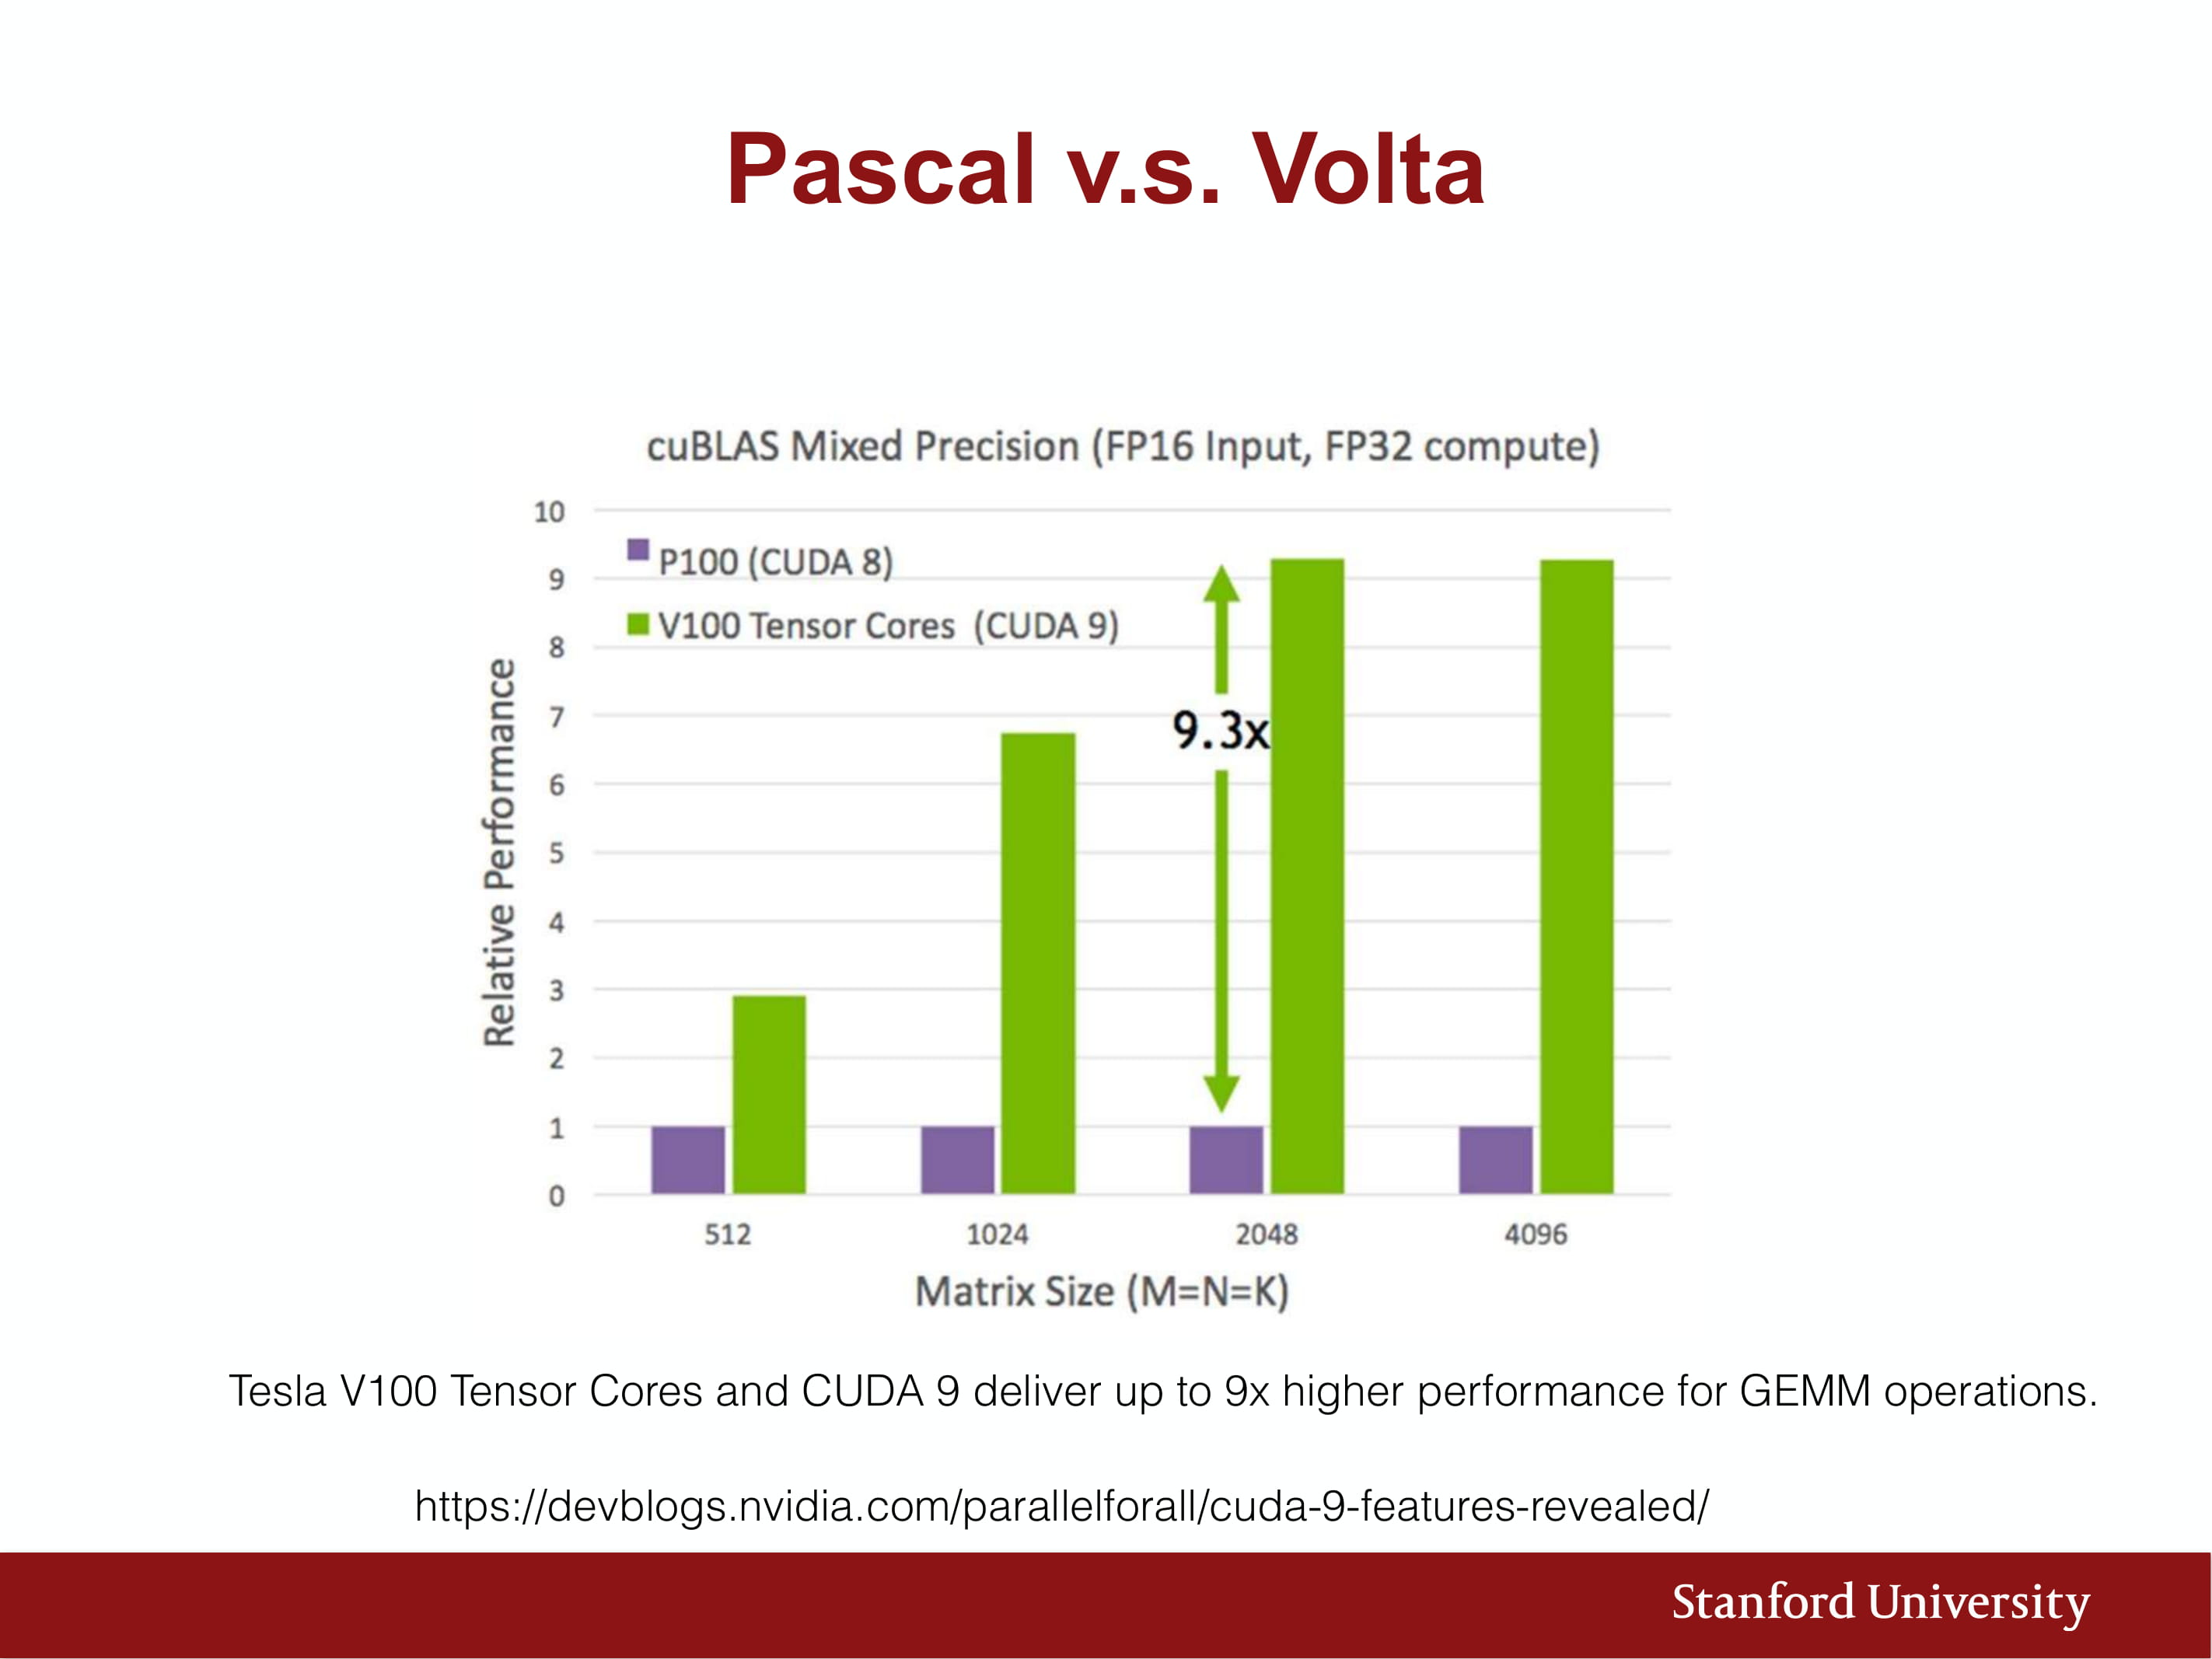 Pascal v.s. Volta
cuBLAS Mixed Precision (FP16 Input, FP32 compute)
10
P100 (CUDA 8)
9
V100 Tensor Cores (CUDA 9)
8
7
9.3x
6
5
4
3
2
1
0
Relative Performance
512 1024 2048 4096
Matrix Size (M=N=K)
Tesla V100 Tensor Cores and CUDA 9 deliver up to 9x higher performance for GEMM operations.
https://devblogs.nvidia.com/parallelforall/cuda-9-features-revealed/
Stanford University